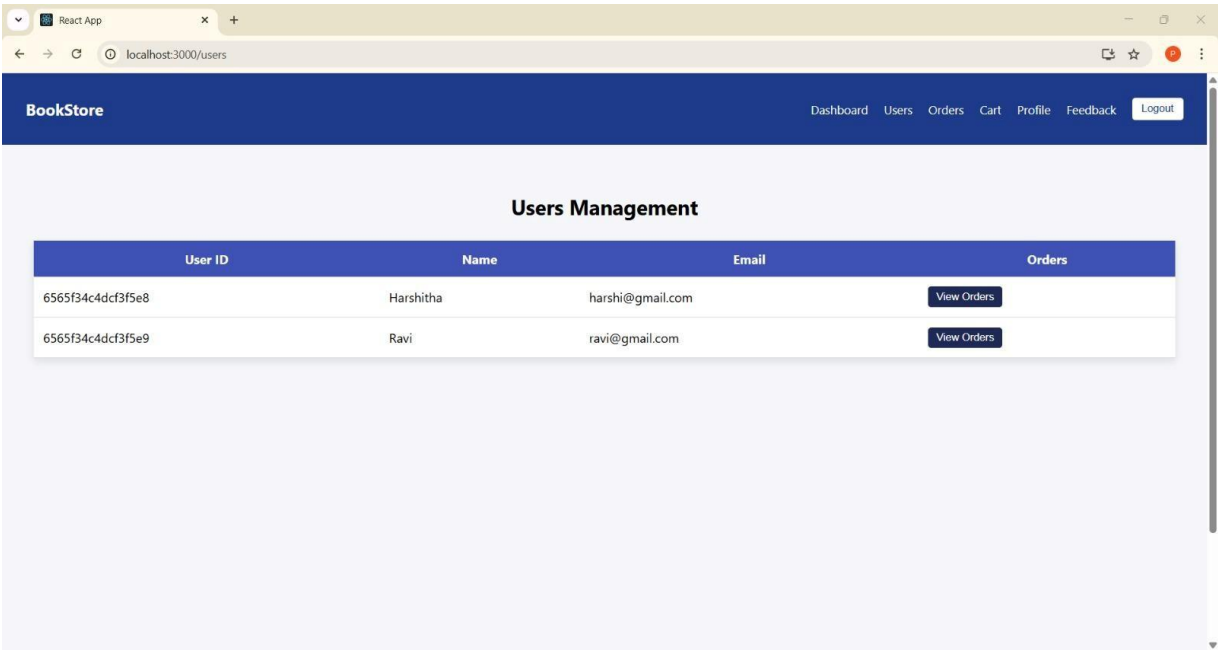 React App
localhost:3000/users
P
BookStore Dashboard Users Orders Cart Profile Feedback Logout
Users Management
User ID Name Email Orders
6565f34c4dcf3f5e8 Harshitha harshi@gmail.com View Orders
6565f34c4dcf3f5e9 Ravi ravi@gmail.com View Orders